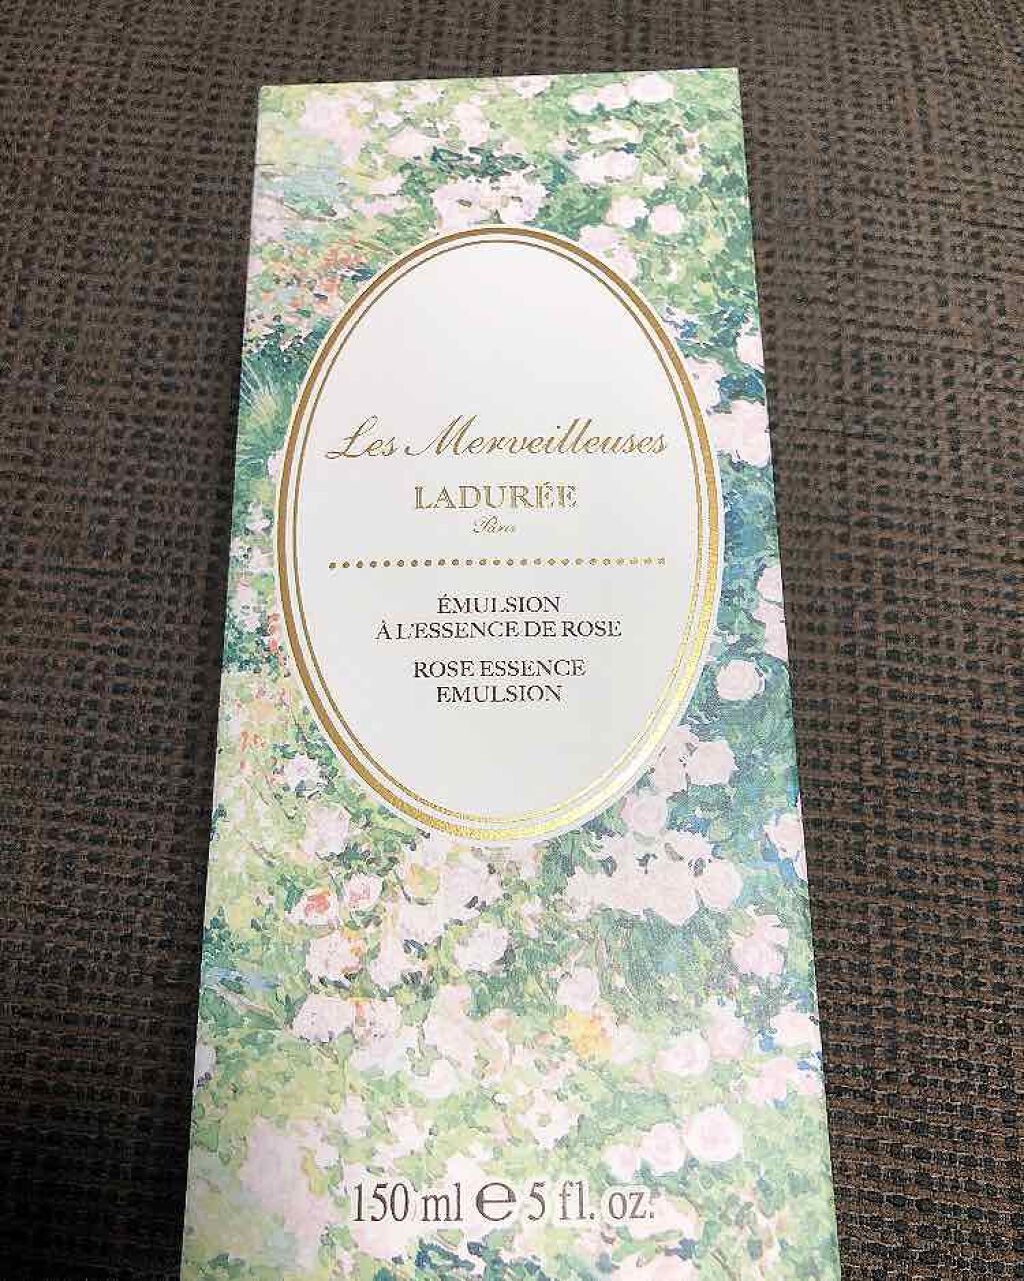 Les Merveilleuses
LADURÉE
Paris
ÉMULSION
À L'ESSENCE DE ROSE
ROSE ESSENCE
EMULSION
150 ml ℮ 5 fl. oz.